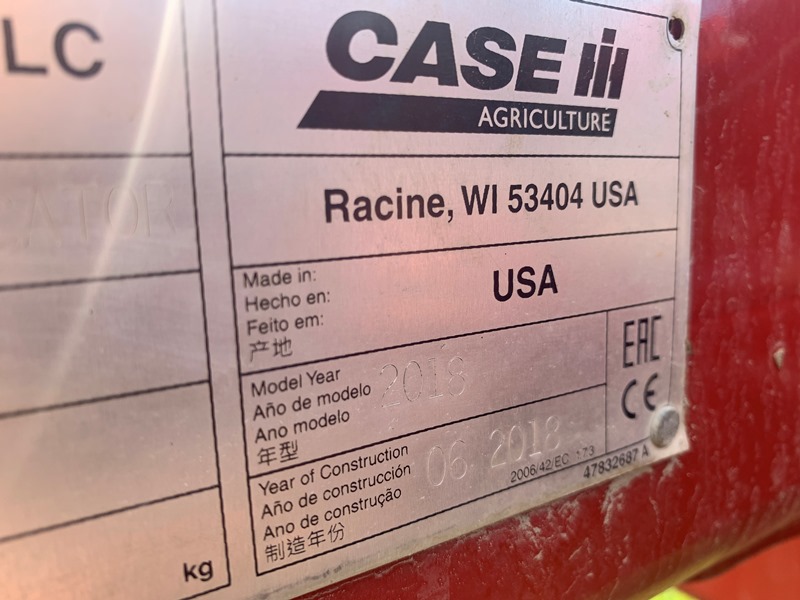 LC
ATOR
kg
CASE IH
AGRICULTURE
Racine, WI 53404 USA
Made in:
Hecho en:
Feito em:
产地
USA
Model Year
Año de modelo
Ano modelo
年型
2018
Year of Construction
Año de construcción
Ano de construção
制造年份
06 2018
2006/42/EC 173
47832687 A
EAC
CE